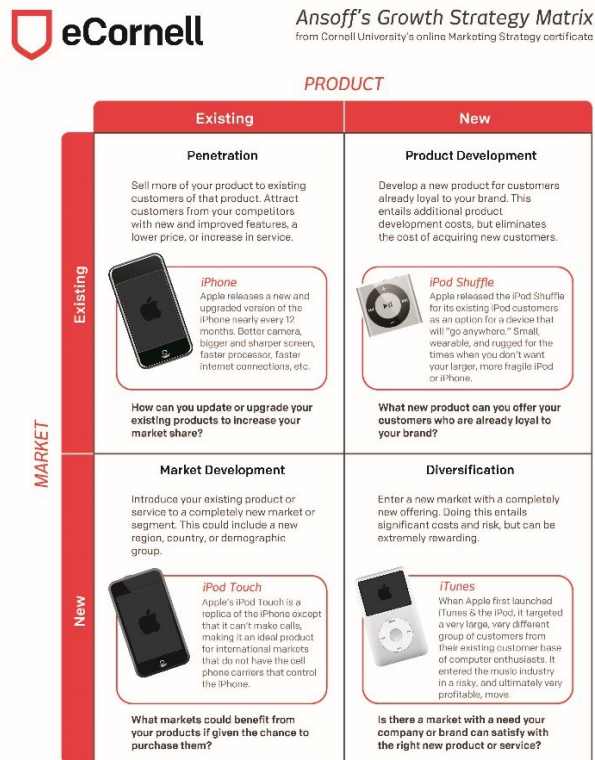 eCornell
Ansoff's Growth Strategy Matrix
from Cornell University's online Marketing Strategy certificate
PRODUCT
Existing
New
MARKET
Existing
Penetration
Sell more of your product to existing
customers of that product. Attract
customers from your competitors
with new and improved features, a
lower price, or increase in service.
iPhone
Apple releases a new and
upgraded version of the
iPhone nearly every 12
months. Better camera,
bigger and sharper screen,
faster processor, faster
internet connections, etc.
How can you update or upgrade your
existing products to increase your
market share?
Product Development
Develop a new product for customers
already loyal to your brand. This
entails additional product
development costs, but eliminates
the cost of acquiring new customers.
iPod Shuffle
Apple released the iPod Shuffle
for its existing iPod customers
as an option for a device that
will "go anywhere." Small,
wearable, and rugged for the
times when you don't want
your larger, more fragile iPod
or iPhone.
What new product can you offer your
customers who are already loyal to
your brand?
New
Market Development
Introduce your existing product or
service to a completely new market or
segment. This could include a new
region, country, or demographic
group.
iPod Touch
Apple's iPod Touch is a
replica of the iPhone except
that it can't make calls,
making it an ideal product
for international markets
that do not have the cell
phone carriers that control
the iPhone.
What markets could benefit from
your products if given the chance to
purchase them?
Diversification
Enter a new market with a completely
new offering. Doing this entails
significant costs and risk, but can be
extremely rewarding.
iTunes
When Apple first launched
iTunes & the iPod, it targeted
a very large, very different
group of customers from
their existing customer base
of computer enthusiasts. It
entered the music industry
in a risky, and ultimately very
profitable, move.
Is there a market with a need your
company or brand can satisfy with
the right new product or service?